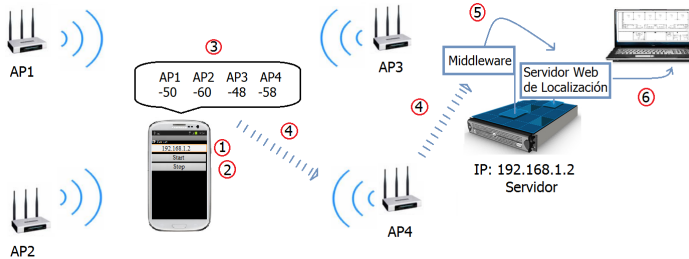 AP1
AP2
AP3
AP4
③
AP1 AP2 AP3 AP4
-50 -60 -48 -58
192.168.1.2
Start
Stop
①
②
④
④
⑤
Middleware
Servidor Web
de Localización
⑥
IP: 192.168.1.2
Servidor